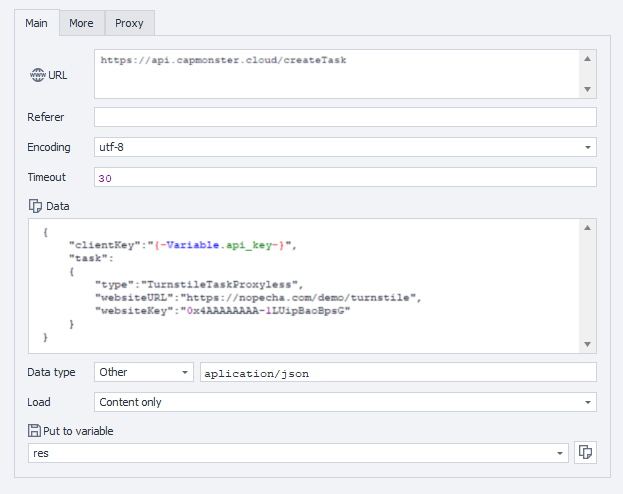 Main More Proxy
www URL https://api.capmonster.cloud/createTask
Referer
Encoding utf-8
Timeout 30
Data
{
"clientKey":"{-Variable.api_key-}",
"task":
{
"type":"TurnstileTaskProxyless",
"websiteURL":"https://nopecha.com/demo/turnstile",
"websiteKey":"0x4AAAAAAAA-1LUipBaoBpsG"
}
}
Data type Other aplication/json
Load Content only
Put to variable
res